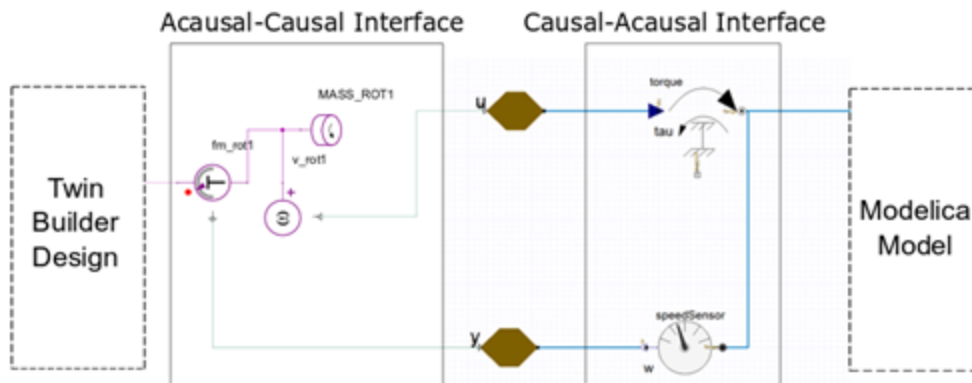 Acausal-Causal Interface
Causal-Acausal Interface
Twin
Builder
Design
MASS_ROT1
fm_rot1
v_rot1
u
y
torque
tau
speedSensor
w
Modelica
Model